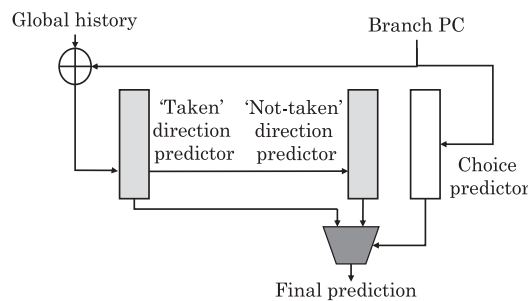 Global history
Branch PC
'Taken'
direction
predictor
'Not-taken'
direction
predictor
Choice
predictor
Final prediction